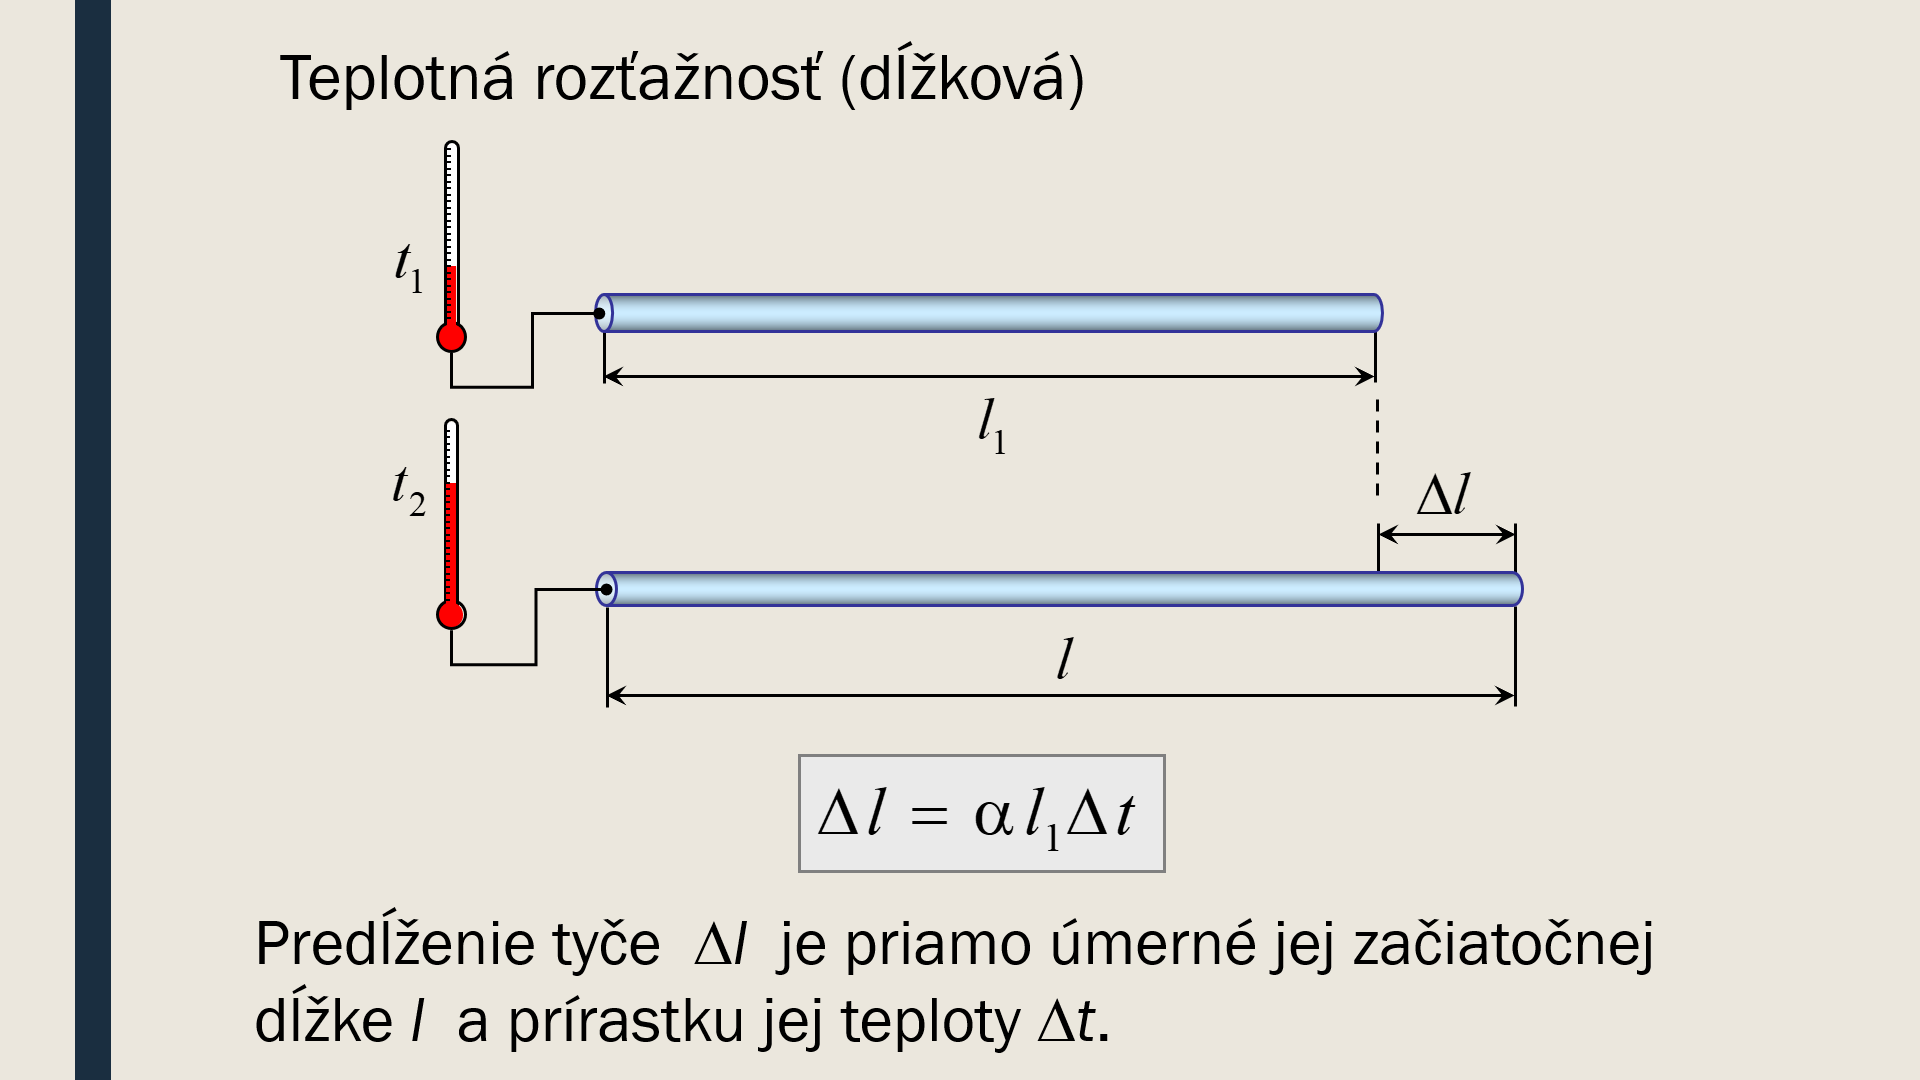 Teplotná rozťažnosť (dĺžková)
t₁
l₁
t₂
Δl
l
Δl = αl₁Δt
Predĺženie tyče Δl je priamo úmerné jej začiatočnej
dĺžke l a prírastku jej teploty Δt.